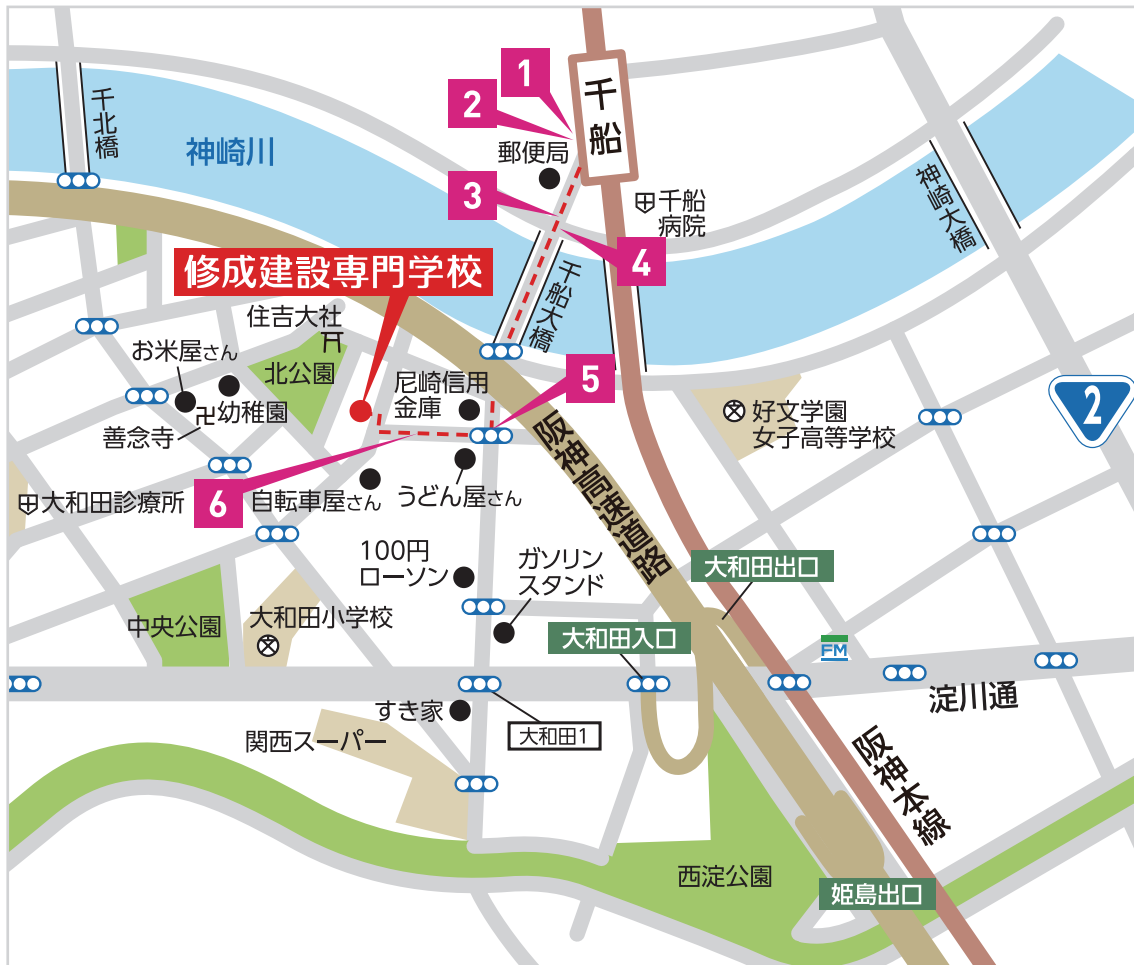 1
2
千船
千北橋
神崎川
郵便局
3
千船
病院
神崎大橋
4
修成建設専門学校
千船大橋
住吉大社
お米屋さん
北公園
尼崎信用
金庫
5
2
卍幼稚園
善念寺
好文学園
女子高等学校
阪神高速道路
大和田診療所
6
自転車屋さん
うどん屋さん
100円
ローソン
ガソリン
スタンド
大和田出口
中央公園
大和田小学校
大和田入口
FM
淀川通
すき家
大和田1
関西スーパー
阪神本線
西淀公園
姫島出口